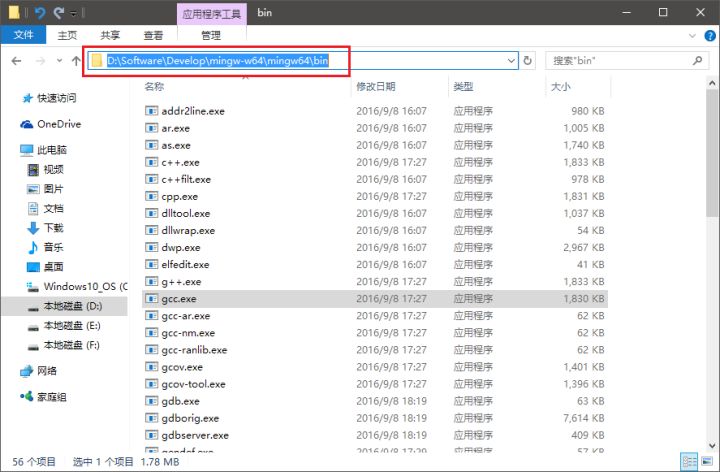 应用程序工具 bin
文件 主页 共享 查看 管理
D:\Software\Develop\mingw-w64\mingw64\bin 搜索"bin"
名称 修改日期 类型 大小
快速访问
OneDrive
此电脑
视频
图片
文档
下载
音乐
桌面
Windows10_OS (C
本地磁盘 (D:)
本地磁盘 (E:)
本地磁盘 (F:)
网络
家庭组
addr2line.exe 2016/9/8 16:07 应用程序 980 KB
ar.exe 2016/9/8 16:07 应用程序 1,005 KB
as.exe 2016/9/8 16:07 应用程序 1,740 KB
c++.exe 2016/9/8 17:27 应用程序 1,833 KB
c++filt.exe 2016/9/8 16:07 应用程序 978 KB
cpp.exe 2016/9/8 17:27 应用程序 1,831 KB
dlltool.exe 2016/9/8 16:07 应用程序 1,037 KB
dllwrap.exe 2016/9/8 16:07 应用程序 54 KB
dwp.exe 2016/9/8 16:07 应用程序 2,967 KB
elfedit.exe 2016/9/8 16:07 应用程序 41 KB
g++.exe 2016/9/8 17:27 应用程序 1,833 KB
gcc.exe 2016/9/8 17:27 应用程序 1,830 KB
gcc-ar.exe 2016/9/8 17:27 应用程序 62 KB
gcc-nm.exe 2016/9/8 17:27 应用程序 62 KB
gcc-ranlib.exe 2016/9/8 17:27 应用程序 62 KB
gcov.exe 2016/9/8 17:27 应用程序 1,401 KB
gcov-tool.exe 2016/9/8 17:27 应用程序 1,396 KB
gdb.exe 2016/9/8 18:19 应用程序 63 KB
gdborig.exe 2016/9/8 18:19 应用程序 7,614 KB
gdbserver.exe 2016/9/8 18:19 应用程序 409 KB
gendef.exe 2016/9/8 17:27 应用程序 57 KB
56 个项目 选中 1 个项目 1.78 MB